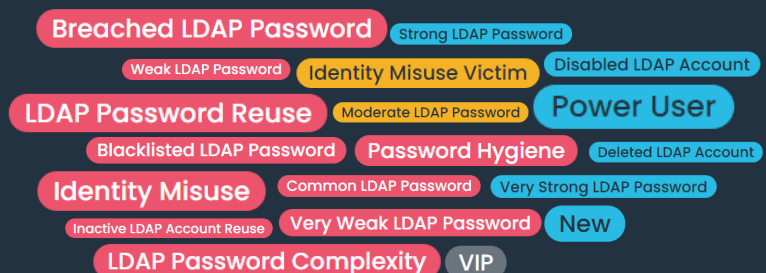 Breached LDAP Password
Strong LDAP Password
Weak LDAP Password
Identity Misuse Victim
Disabled LDAP Account
LDAP Password Reuse
Moderate LDAP Password
Power User
Blacklisted LDAP Password
Password Hygiene
Deleted LDAP Account
Identity Misuse
Common LDAP Password
Very Strong LDAP Password
Inactive LDAP Account Reuse
Very Weak LDAP Password
New
LDAP Password Complexity
VIP